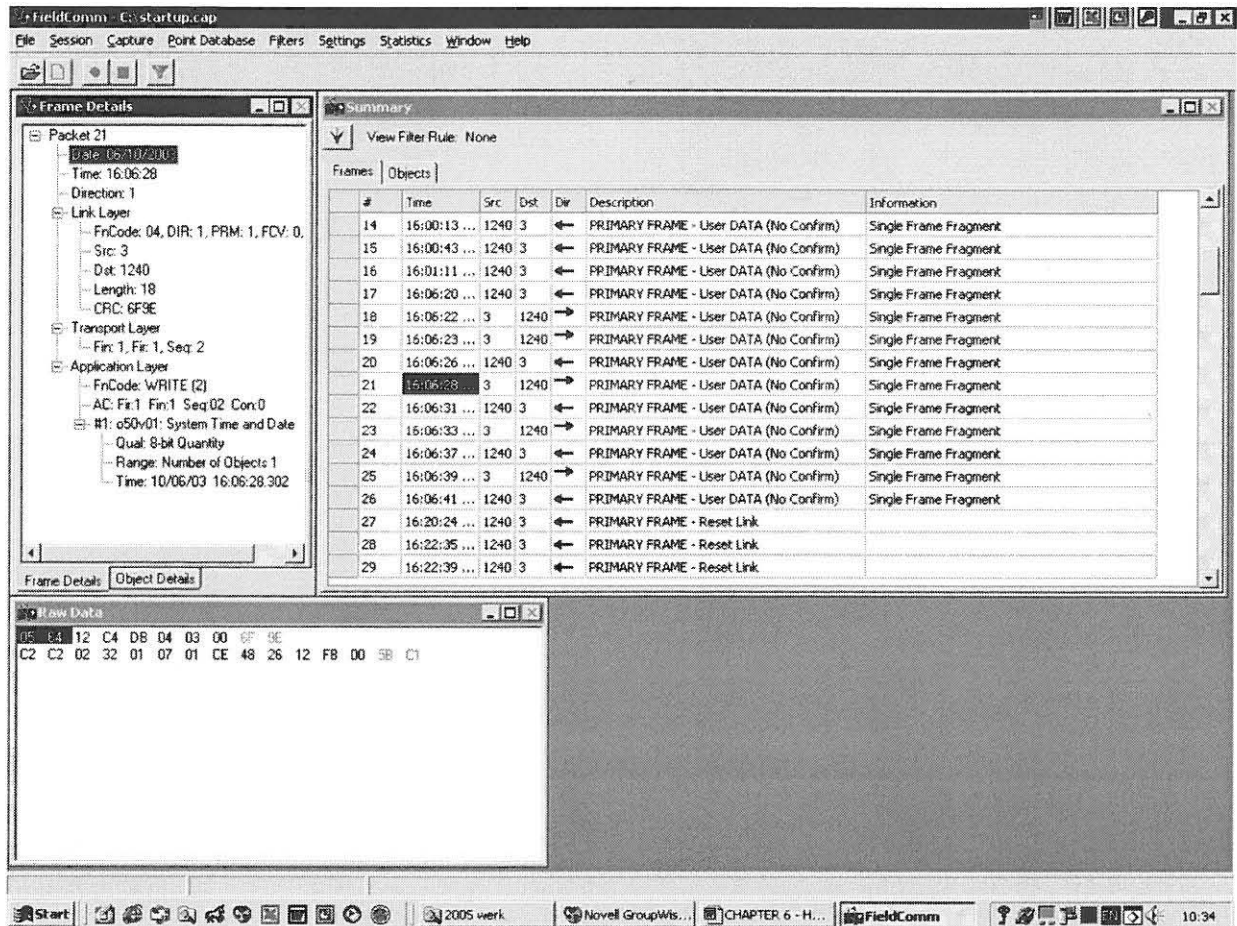 FieldComm - C:\startup.cap
File Session Capture Point Database Filters Settings Statistics Window Help
Frame Details
Packet 21
Date: 06/10/200
Time: 16:06:28
Direction: 1
Link Layer
FnCode: 04, DIR: 1, PRM: 1, FCV: 0,
Src: 3
Dst: 1240
Length: 18
CRC: 6F9E
Transport Layer
Fin: 1, Fir: 1, Seq: 2
Application Layer
FnCode: WRITE (2)
AC: Fir:1 Fin:1 Seq:02 Con:0
#1: o50v01: System Time and Date
Qual: 8-bit Quantity
Range: Number of Objects 1
Time: 10/06/03 16:06:28.302
Frame Details Object Details
Summary
View Filter Rule: None
Frames Objects
# Time Src Dst Dir Description Information
14 16:00:13 ... 1240 3 PRIMARY FRAME - User DATA (No Confirm) Single Frame Fragment
15 16:00:43 ... 1240 3 PRIMARY FRAME - User DATA (No Confirm) Single Frame Fragment
16 16:01:11 ... 1240 3 PRIMARY FRAME - User DATA (No Confirm) Single Frame Fragment
17 16:06:20 ... 1240 3 PRIMARY FRAME - User DATA (No Confirm) Single Frame Fragment
18 16:06:22 ... 3 1240 PRIMARY FRAME - User DATA (No Confirm) Single Frame Fragment
19 16:06:23 ... 3 1240 PRIMARY FRAME - User DATA (No Confirm) Single Frame Fragment
20 16:06:26 ... 1240 3 PRIMARY FRAME - User DATA (No Confirm) Single Frame Fragment
21 16:06:28 ... 3 1240 PRIMARY FRAME - User DATA (No Confirm) Single Frame Fragment
22 16:06:31 ... 1240 3 PRIMARY FRAME - User DATA (No Confirm) Single Frame Fragment
23 16:06:33 ... 3 1240 PRIMARY FRAME - User DATA (No Confirm) Single Frame Fragment
24 16:06:37 ... 1240 3 PRIMARY FRAME - User DATA (No Confirm) Single Frame Fragment
25 16:06:39 ... 3 1240 PRIMARY FRAME - User DATA (No Confirm) Single Frame Fragment
26 16:06:41 ... 1240 3 PRIMARY FRAME - User DATA (No Confirm) Single Frame Fragment
27 16:20:24 ... 1240 3 PRIMARY FRAME - Reset Link
28 16:22:35 ... 1240 3 PRIMARY FRAME - Reset Link
29 16:22:39 ... 1240 3 PRIMARY FRAME - Reset Link
Raw Data
05 64 12 C4 D8 04 03 00 6F 9E
C2 C2 02 32 01 07 01 CE 48 26 12 F8 00 5B C1
Start 2005 werk Novell GroupWis... CHAPTER 6 - H... FieldComm EN 10:34